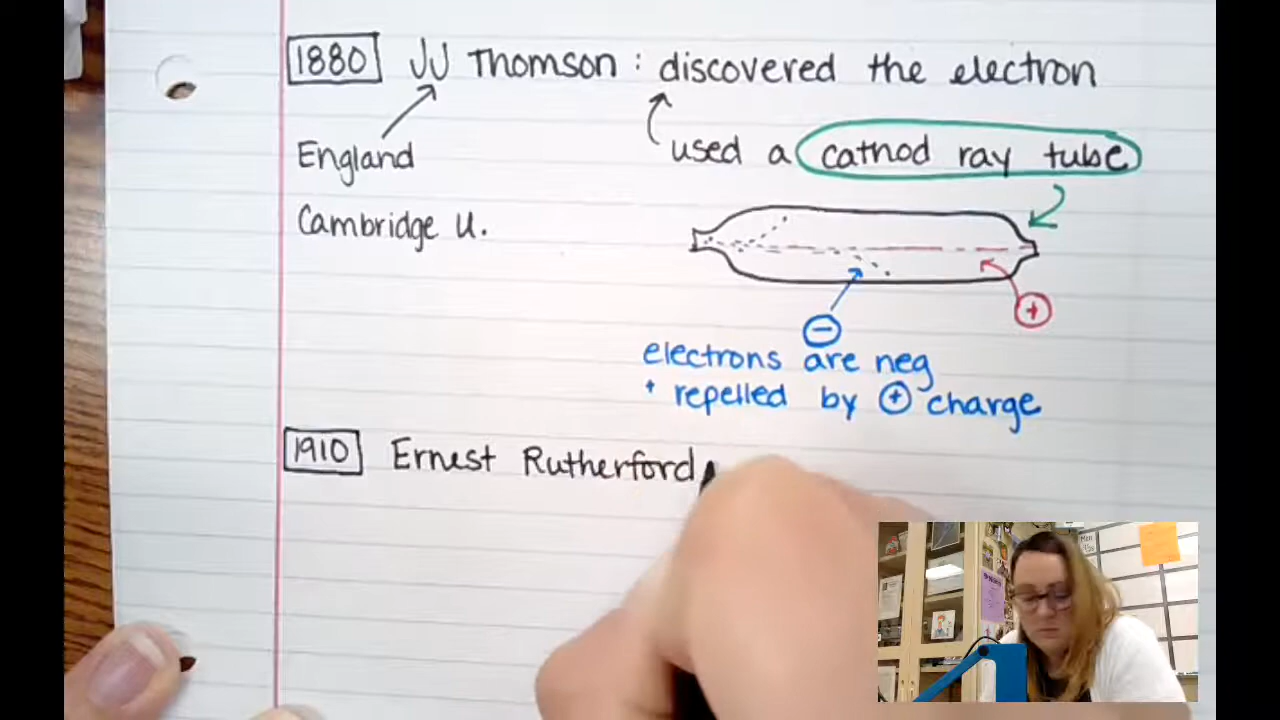 1880 JJ Thomson : discovered the electron
England
used a cathod ray tube
Cambridge U.
+
−
electrons are neg
+ repelled by + charge
1910 Ernest Rutherford